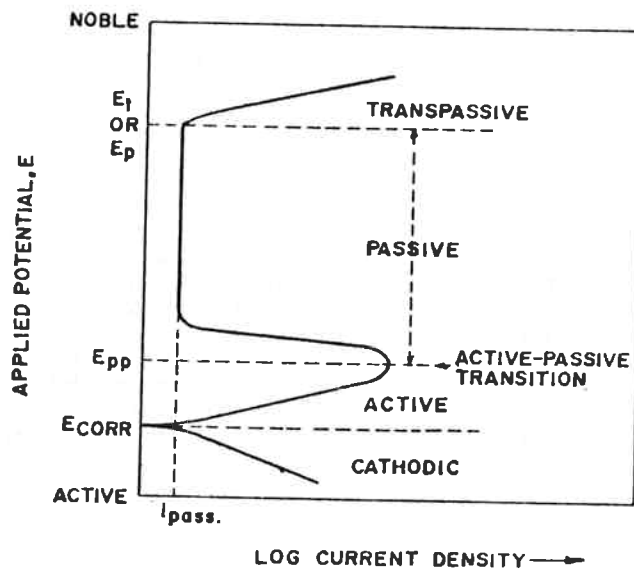 NOBLE
E1
OR
Ep
TRANSPASSIVE
APPLIED POTENTIAL, E
PASSIVE
Epp
ACTIVE-PASSIVE
TRANSITION
ACTIVE
ECORR
CATHODIC
ACTIVE
ipass.
LOG CURRENT DENSITY